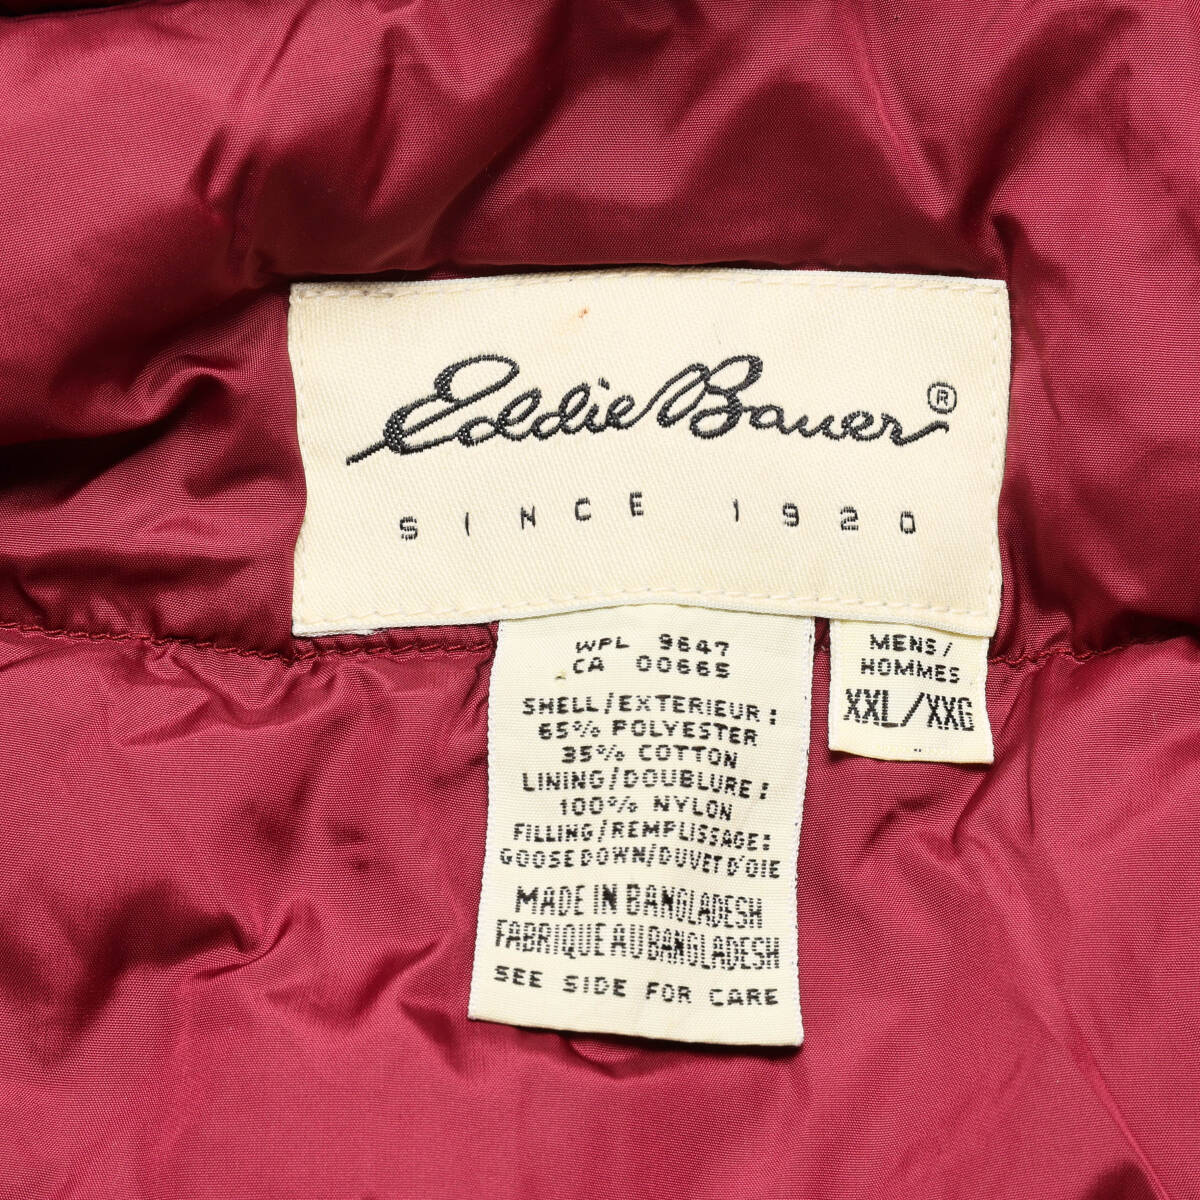 Eddie Bauer®
SINCE 1920
WPL 9647
CA 00665
SHELL/EXTERIEUR:
65% POLYESTER
35% COTTON
LINING/DOUBLURE:
100% NYLON
FILLING/REMPLISSAGE:
GOOSE DOWN/DUVET D'OIE
MADE IN BANGLADESH
FABRIQUE AU BANGLADESH
SEE SIDE FOR CARE
MENS/
HOMMES
XXL/XXG